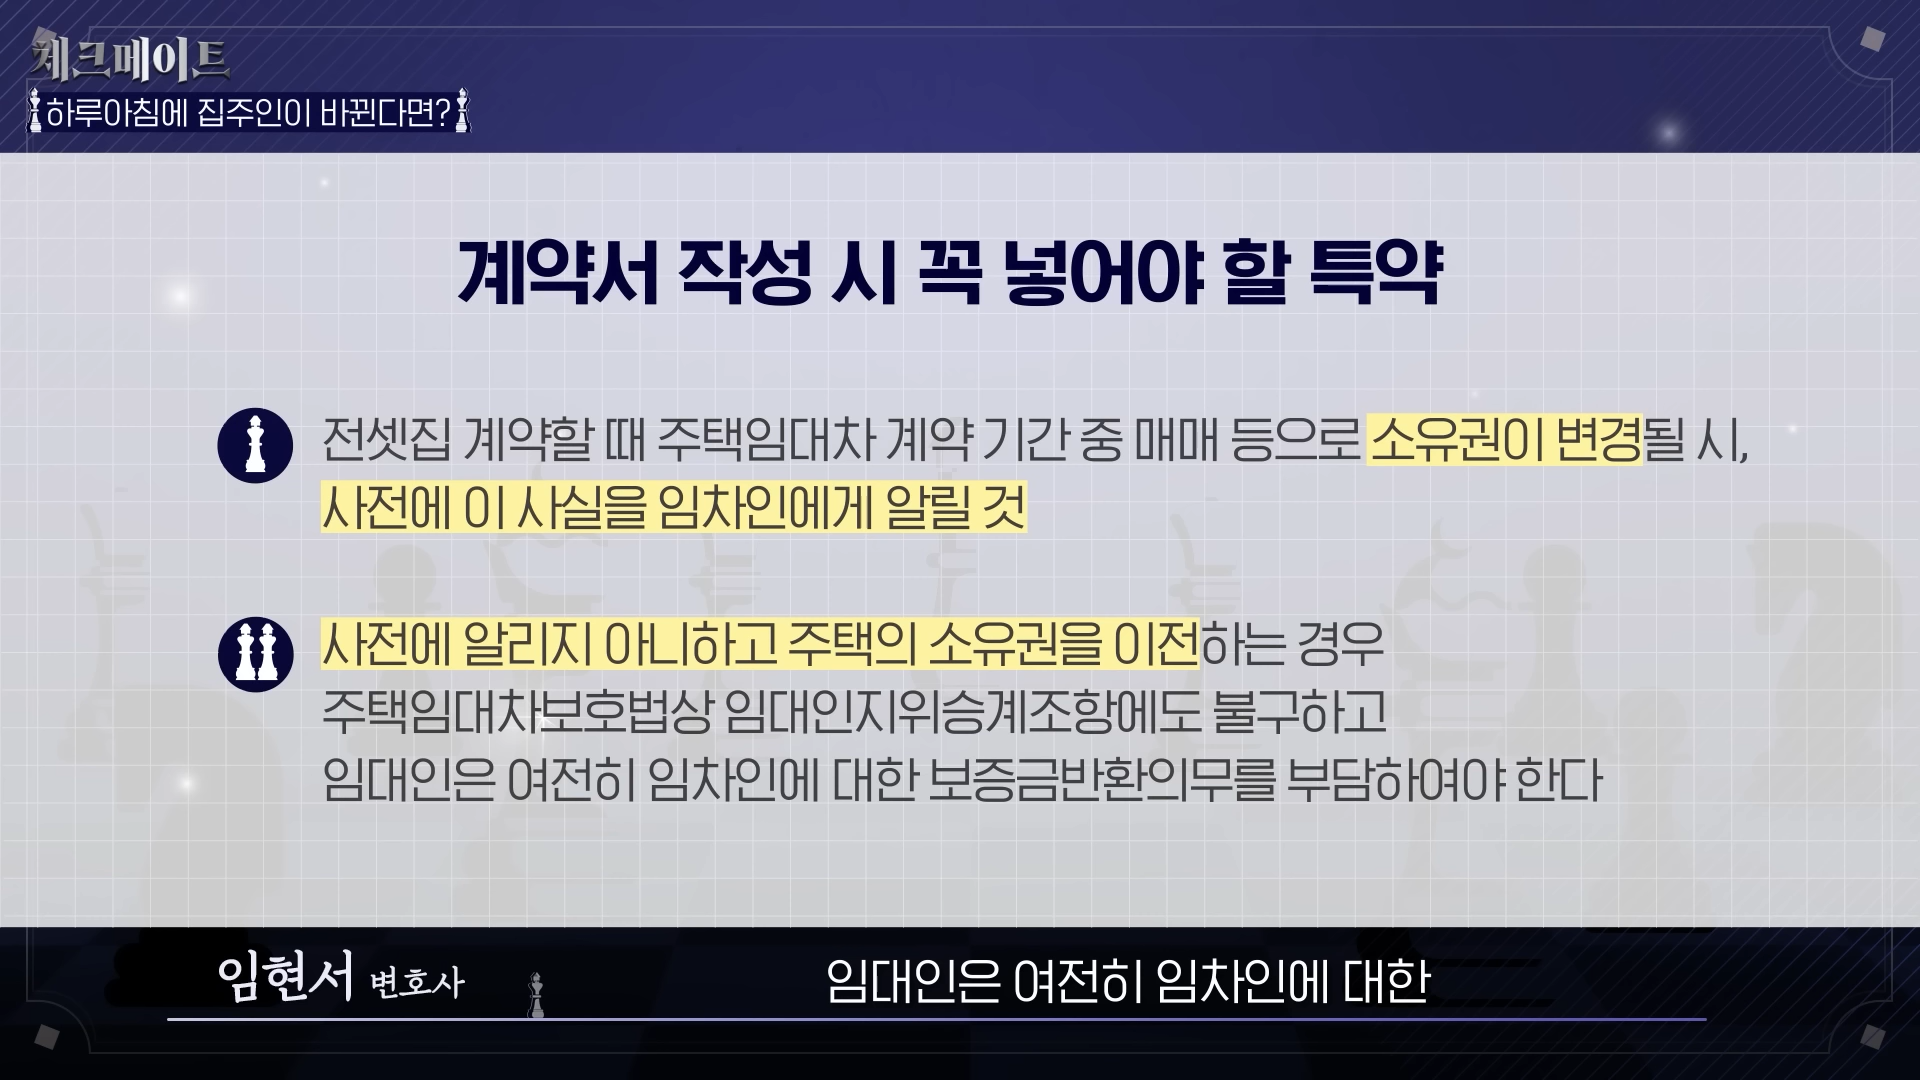 체크메이트
하루아침에 집주인이 바뀐다면?
계약서 작성 시 꼭 넣어야 할 특약
전셋집 계약할 때 주택임대차 계약 기간 중 매매 등으로 소유권이 변경될 시,
사전에 이 사실을 임차인에게 알릴 것
사전에 알리지 아니하고 주택의 소유권을 이전하는 경우
주택임대차보호법상 임대인지위승계조항에도 불구하고
임대인은 여전히 임차인에 대한 보증금반환의무를 부담하여야 한다
임현서 변호사
임대인은 여전히 임차인에 대한